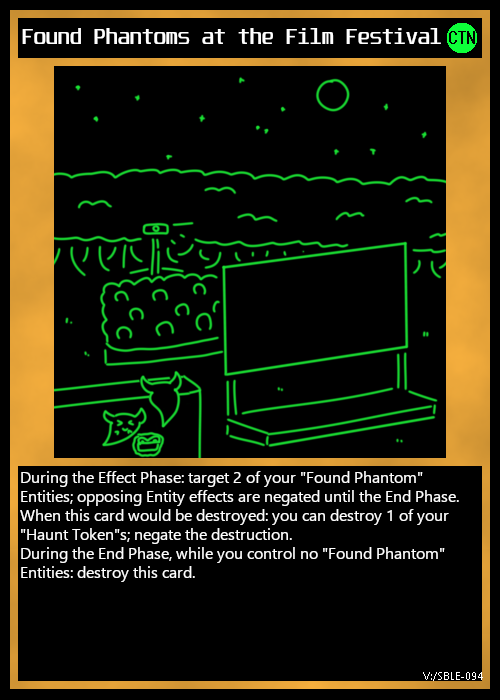 Found Phantoms at the Film Festival CTN
During the Effect Phase: target 2 of your "Found Phantom"
Entities; opposing Entity effects are negated until the End Phase.
When this card would be destroyed: you can destroy 1 of your
"Haunt Token"s; negate the destruction.
During the End Phase, while you control no "Found Phantom"
Entities: destroy this card.
V:/SBLE-094